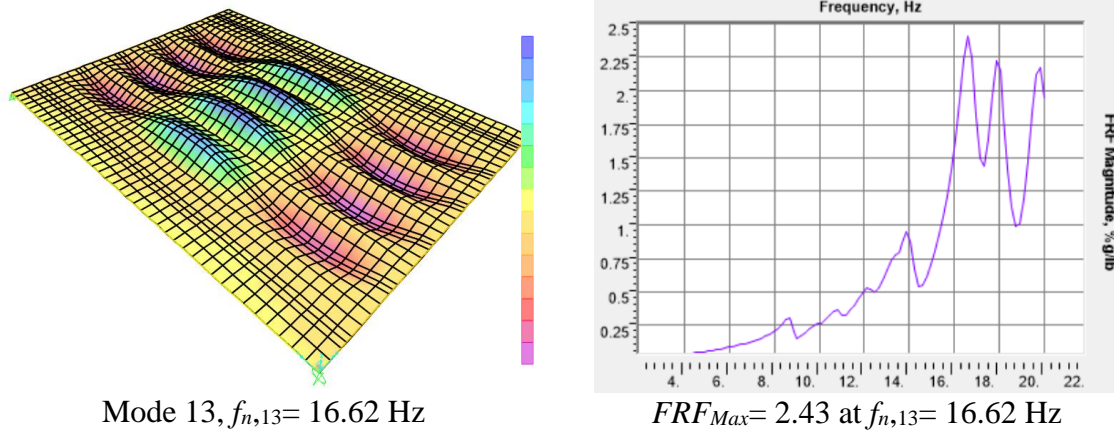 Frequency, Hz
2.5
2.25
2.
1.75
1.5
1.25
1.
0.75
0.5
0.25
FRF Magnitude, %g/lb
4. 6. 8. 10. 12. 14. 16. 18. 20. 22.
Mode 13, fn,13= 16.62 Hz
FRFMax= 2.43 at fn,13= 16.62 Hz